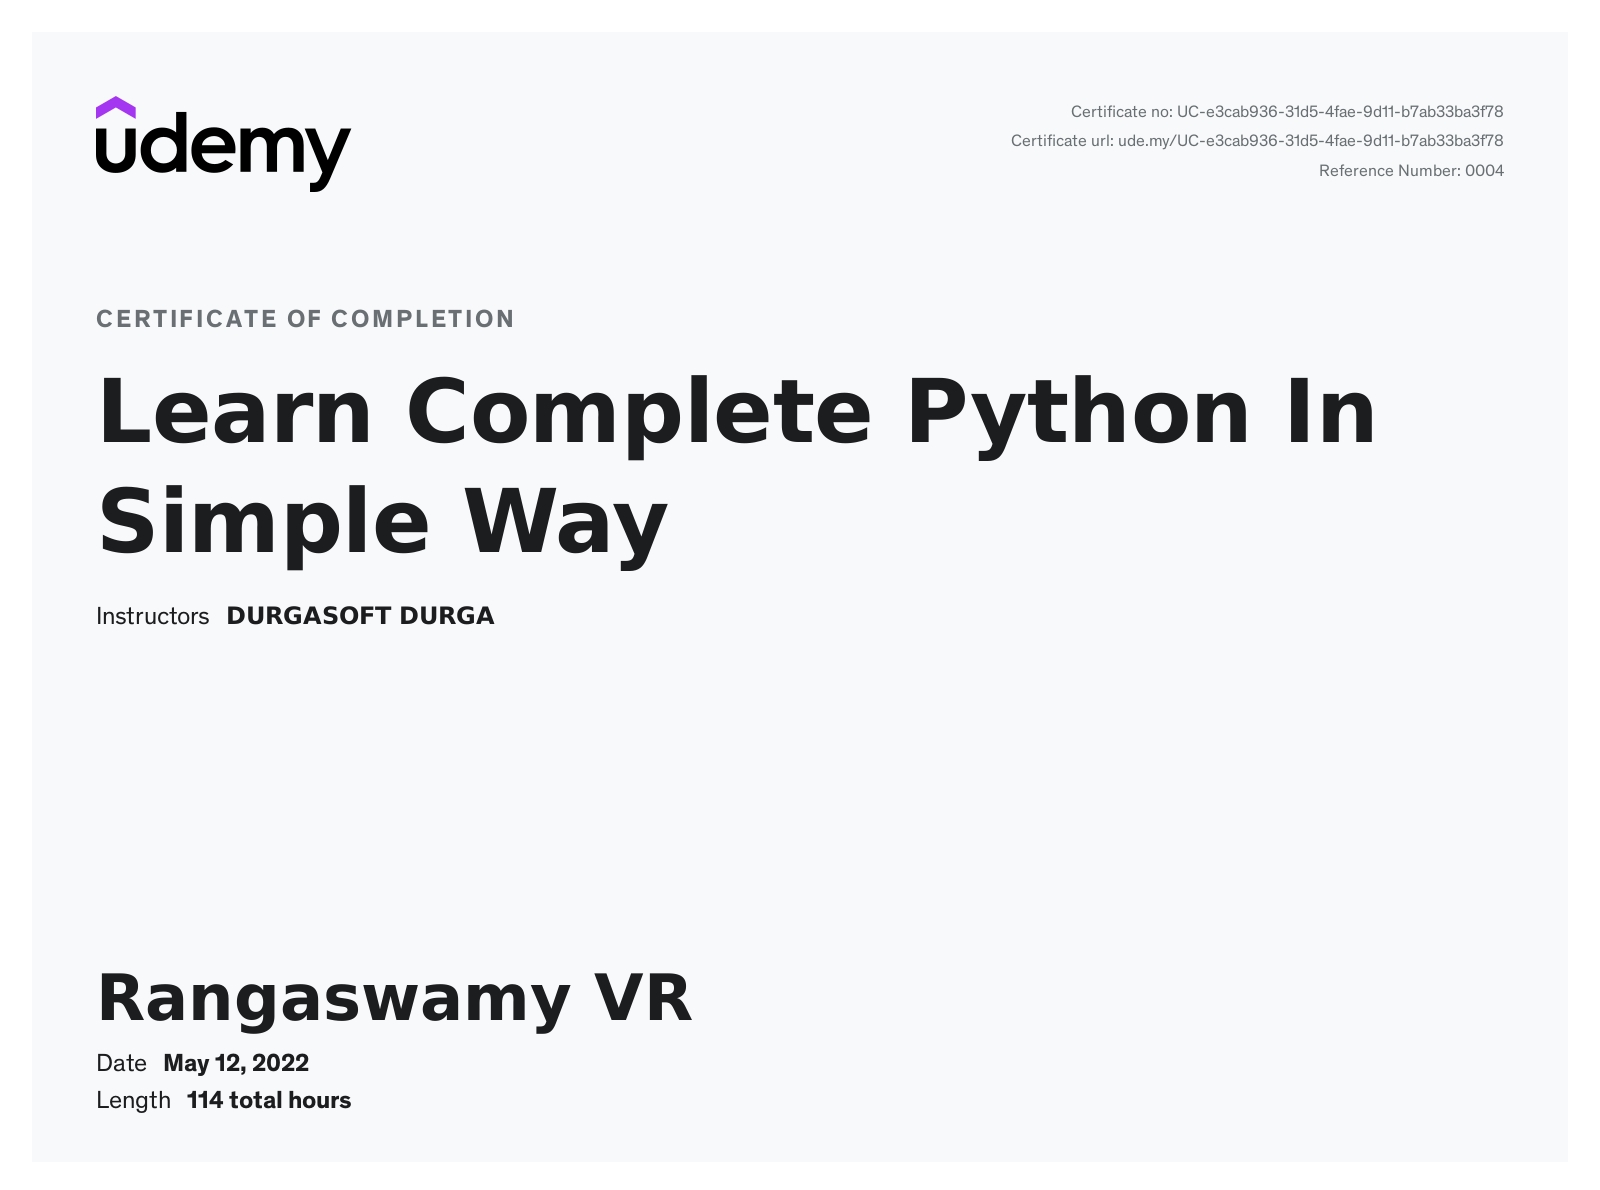 udemy
Certificate no: UC-e3cab936-31d5-4fae-9d11-b7ab33ba3f78
Certificate url: ude.my/UC-e3cab936-31d5-4fae-9d11-b7ab33ba3f78
Reference Number: 0004
CERTIFICATE OF COMPLETION
Learn Complete Python In
Simple Way
Instructors DURGASOFT DURGA
Rangaswamy VR
Date May 12, 2022
Length 114 total hours